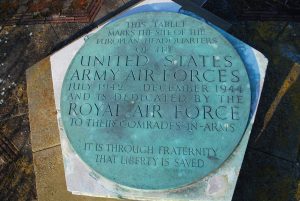 THIS TABLET
MARKS THE SITE OF THE
EUROPEAN HEADQUARTERS
OF THE
UNITED STATES
ARMY AIR FORCES
JULY 1942 DECEMBER 1944
AND IS DEDICATED BY THE
ROYAL AIR FORCE
TO THEIR COMRADES-IN-ARMS
IT IS THROUGH FRATERNITY
THAT LIBERTY IS SAVED